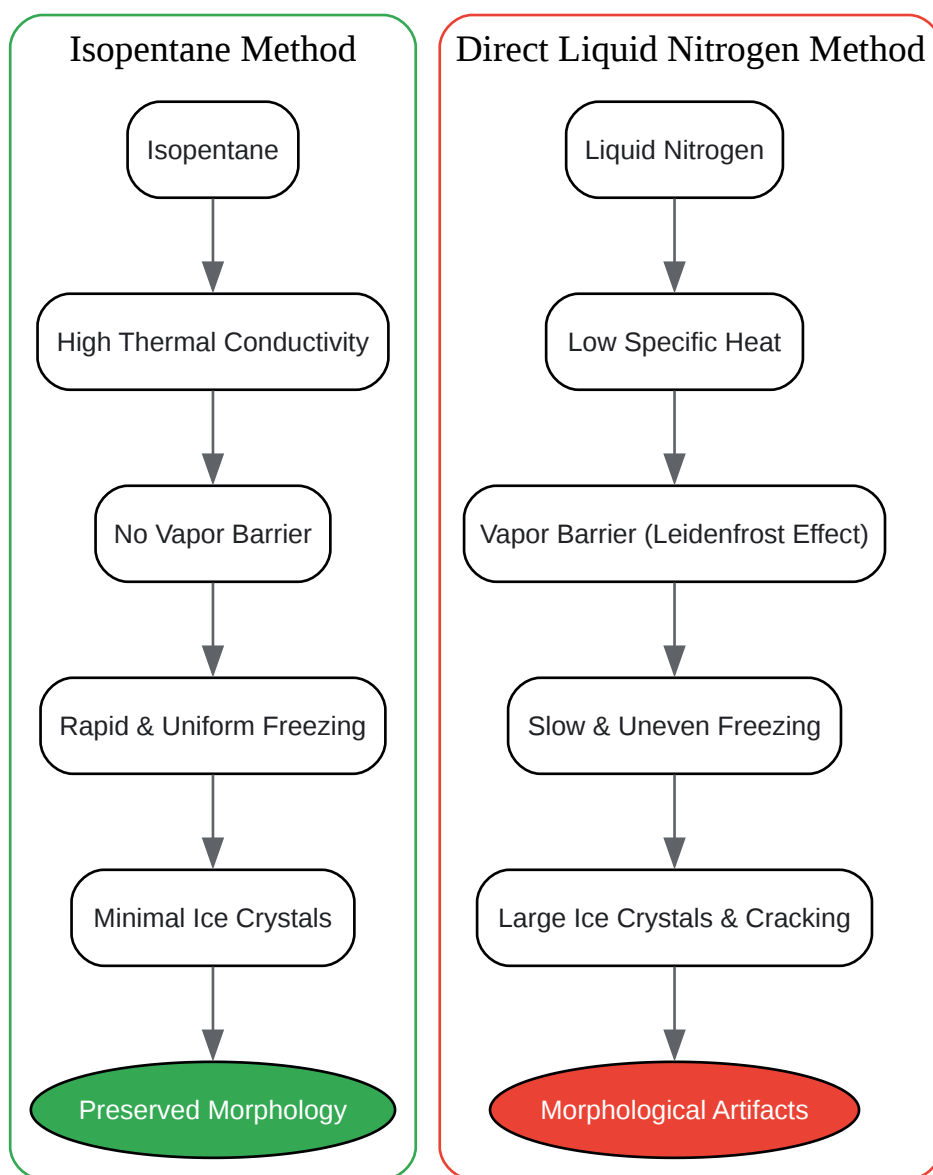 Isopentane Method
Isopentane
High Thermal Conductivity
No Vapor Barrier
Rapid & Uniform Freezing
Minimal Ice Crystals
Preserved Morphology
Direct Liquid Nitrogen Method
Liquid Nitrogen
Low Specific Heat
Vapor Barrier (Leidenfrost Effect)
Slow & Uneven Freezing
Large Ice Crystals & Cracking
Morphological Artifacts